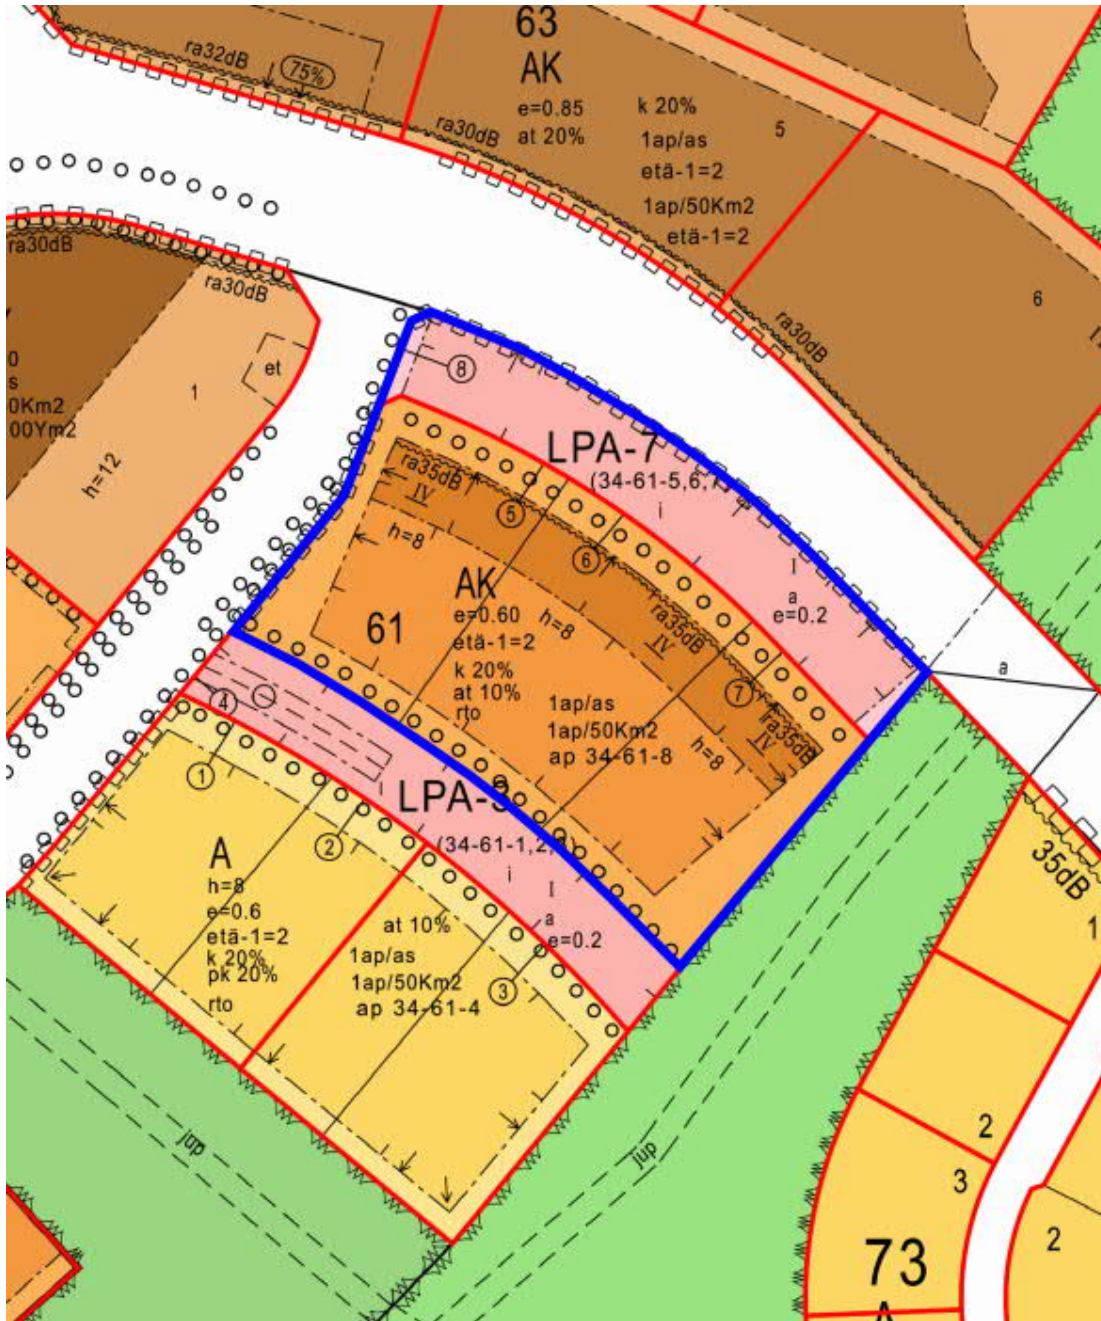 63
AK
e=0.85
at 20%
k 20%
1ap/as
etä-1=2
1ap/50Km2
etä-1=2
5
6
ra32dB
75%
ra30dB
ra30dB
ra30dB
ra30dB
et
1
0
s
0Km2
00Ym2
h=12
8
LPA-7
(34-61-5,6,7
i
I
a
e=0.2
a
ra35dB
IV
h=8
5
6
7
AK
e=0.60
etä-1=2
k 20%
at 10%
rto
61
h=8
ra35dB
IV
h=8
ra35dB
IV
1ap/as
1ap/50Km2
ap 34-61-8
4
1
2
3
LPA-5
(34-61-1,2,3)
i
I
a
e=0.2
A
h=8
e=0.6
etä-1=2
k 20%
pk 20%
rto
at 10%
1ap/as
1ap/50Km2
ap 34-61-4
jup
jup
35dB
1
2
3
2
73
A